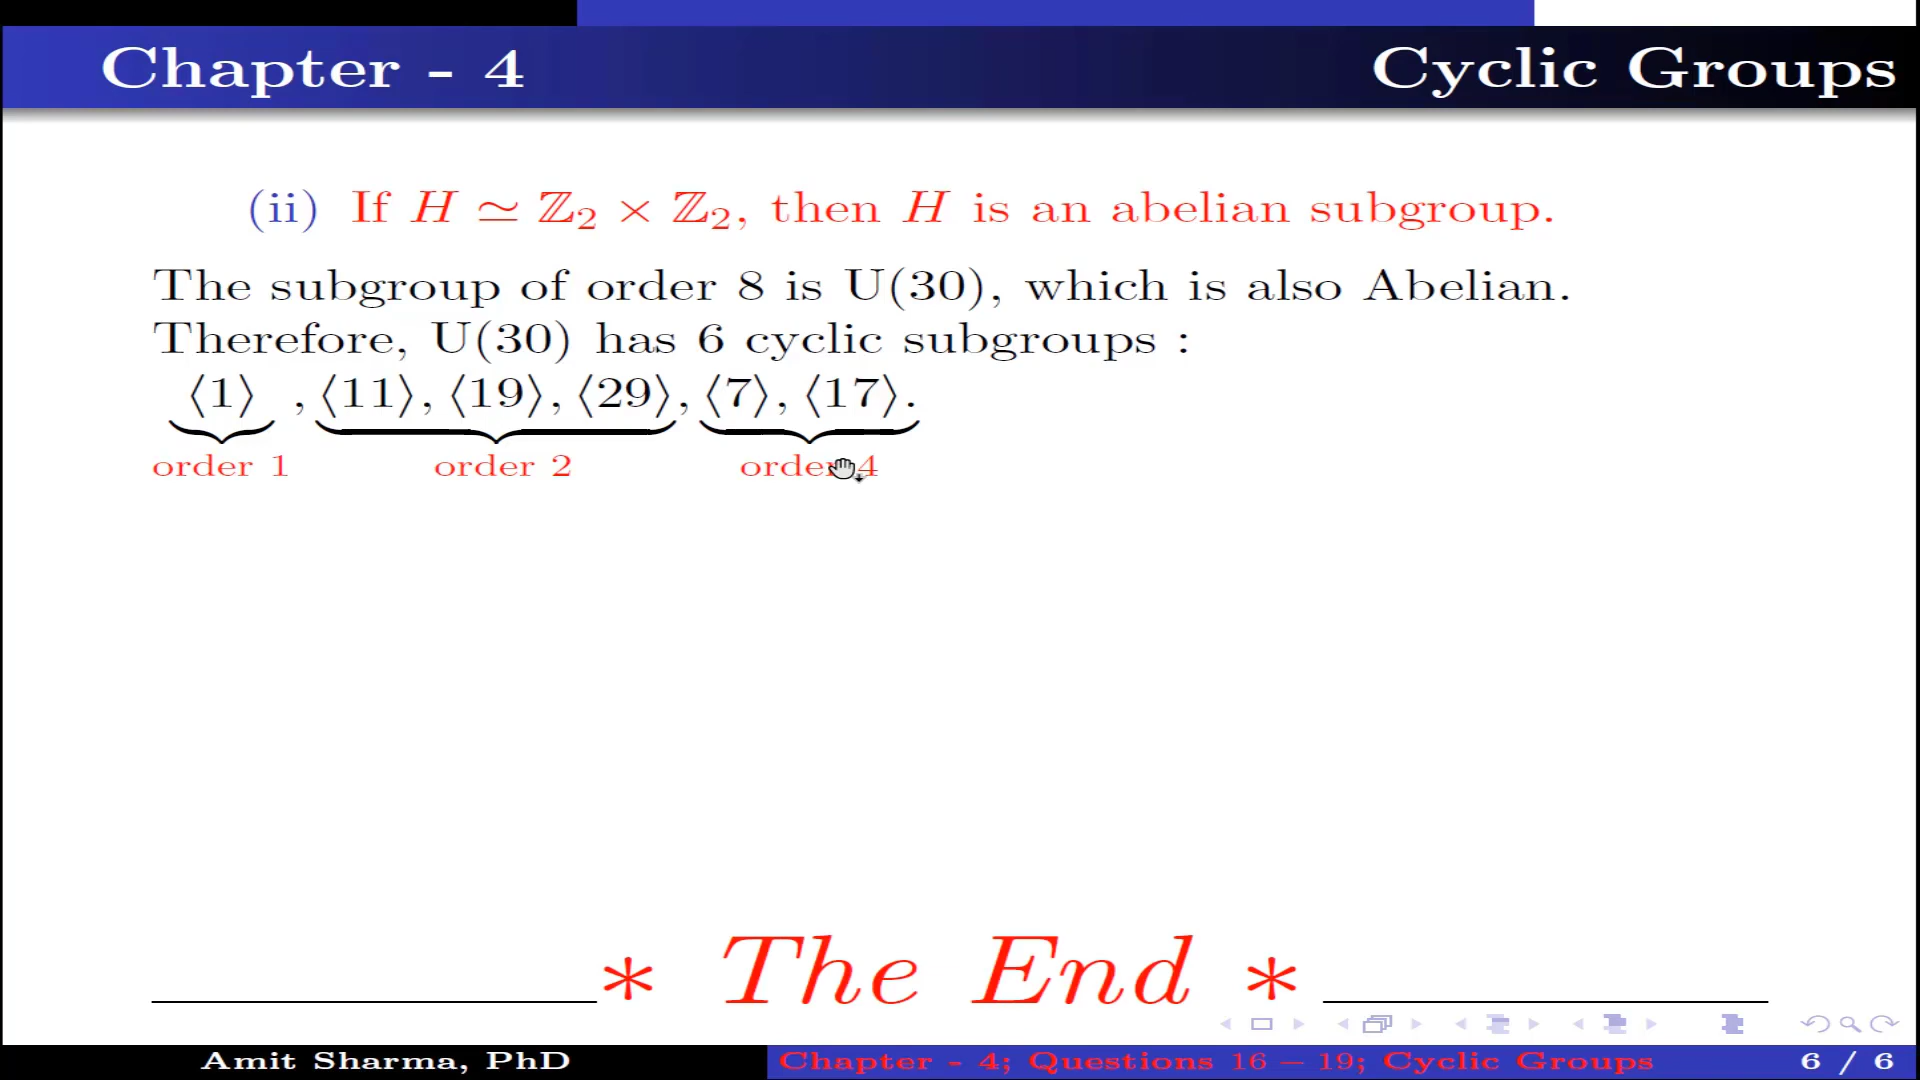 Chapter - 4 Cyclic Groups
(ii) If H ≃ ℤ₂ × ℤ₂, then H is an abelian subgroup.
The subgroup of order 8 is U(30), which is also Abelian.
Therefore, U(30) has 6 cyclic subgroups :
⟨1⟩ , ⟨11⟩, ⟨19⟩, ⟨29⟩, ⟨7⟩, ⟨17⟩.
order 1 order 2 order 4
* The End *
Amit Sharma, PhD Chapter - 4; Questions 16 – 19; Cyclic Groups 6 / 6